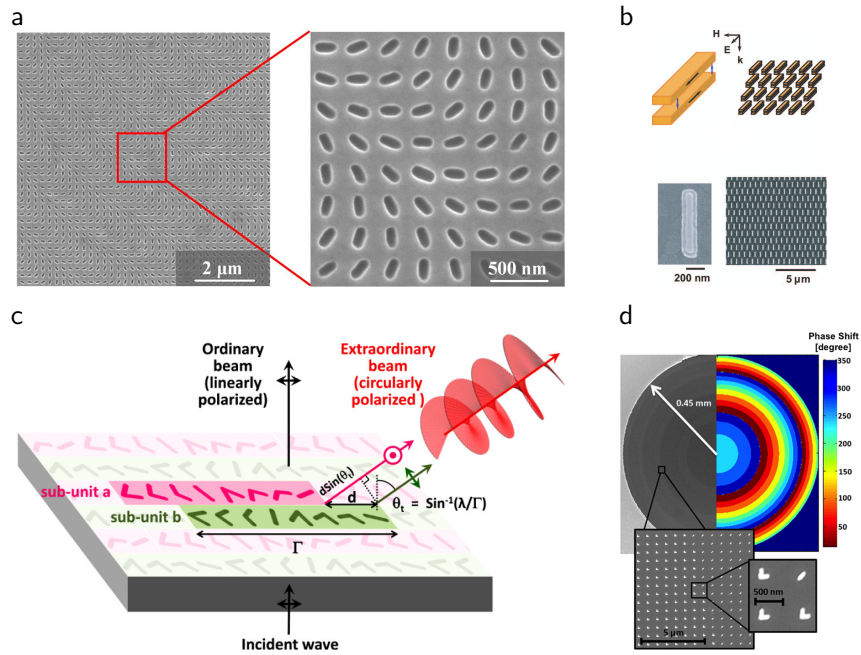 a
2 μm
500 nm
b
H
E
k
200 nm
5 μm
c
Ordinary
beam
(linearly
polarized)
Extraordinary
beam
(circularly
polarized )
sub-unit a
sub-unit b
dSin(θt)
d
θt = Sin-1(λ/Γ)
Γ
Incident wave
d
Phase Shift
[degree]
0.45 mm
350
300
250
200
150
100
50
500 nm
5 μm